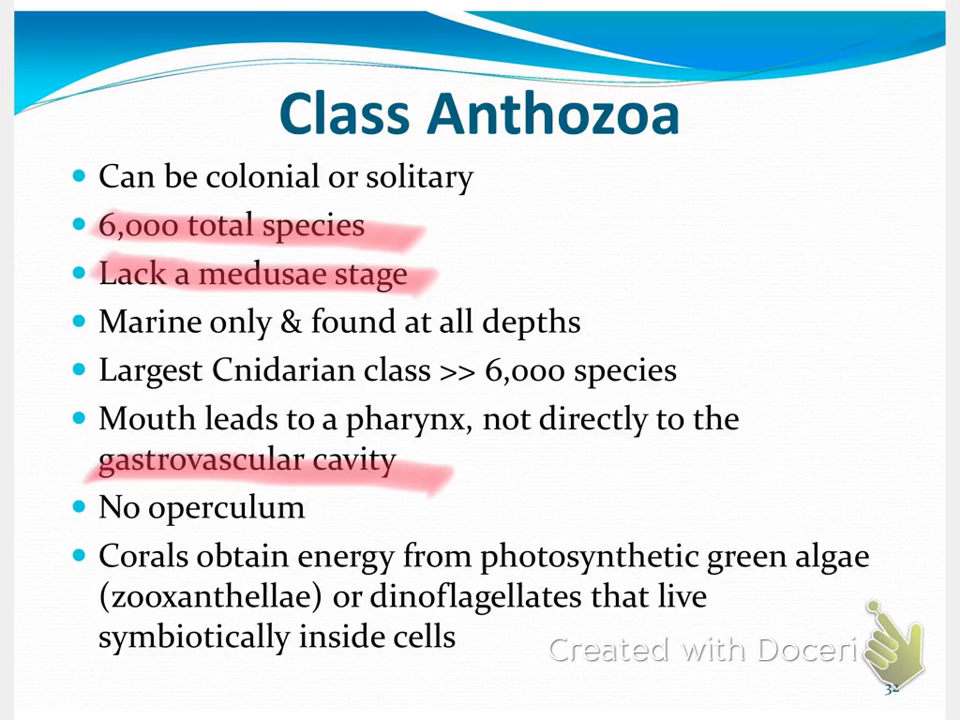 Class Anthozoa
• Can be colonial or solitary
• 6,000 total species
• Lack a medusae stage
• Marine only & found at all depths
• Largest Cnidarian class >> 6,000 species
• Mouth leads to a pharynx, not directly to the
gastrovascular cavity
• No operculum
• Corals obtain energy from photosynthetic green algae
(zooxanthellae) or dinoflagellates that live
symbiotically inside cells
Created with Doceri